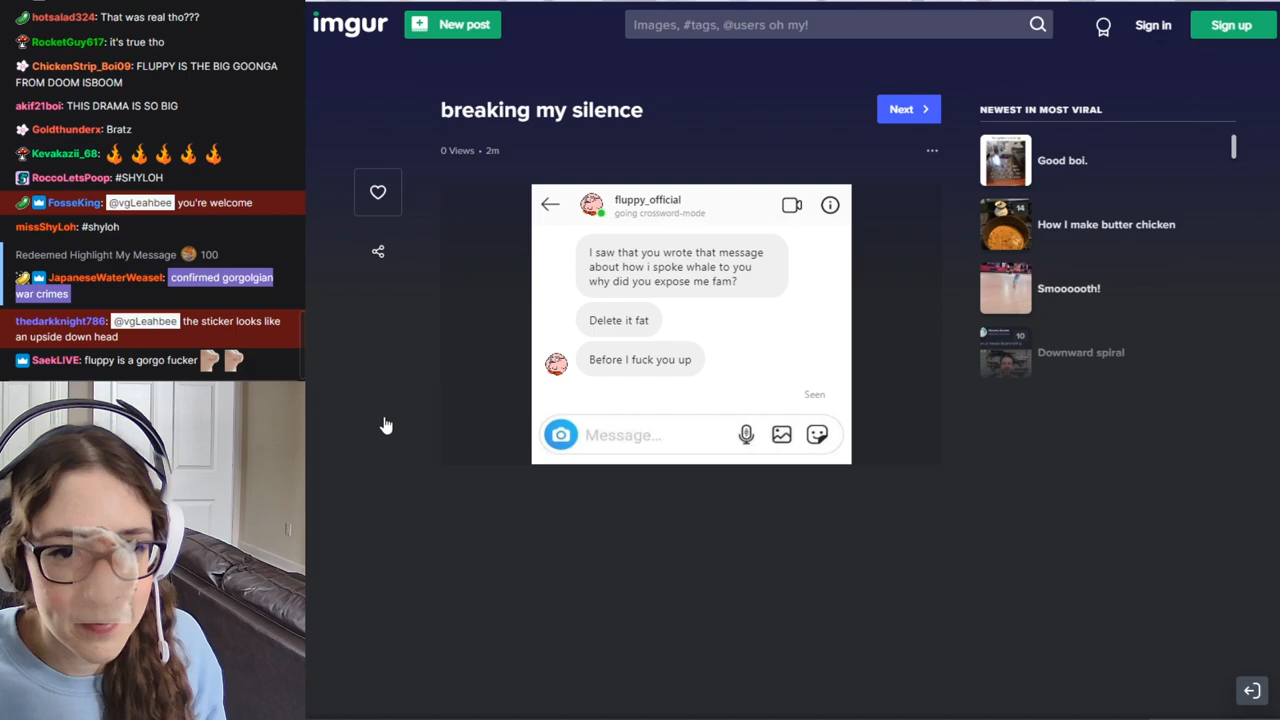 hotsalad324: That was real tho???
RocketGuy617: it's true tho
ChickenStrip_Boi09: FLUPPY IS THE BIG GOONGA
FROM DOOM ISBOOM
akif21boi: THIS DRAMA IS SO BIG
Goldthunderx: Bratz
Kevakazii_68:
RoccoLetsPoop: #SHYLOH
FosseKing: @vgLeahbee you're welcome
missShyLoh: #shyloh
Redeemed Highlight My Message 100
JapaneseWaterWeasel: confirmed gorgolgian
war crimes
thedarkknight786: @vgLeahbee the sticker looks like
an upside down head
SaekLIVE: fluppy is a gorgo fucker
imgur
New post
Images, #tags, @users oh my!
Sign in
Sign up
breaking my silence
Next
0 Views • 2m
fluppy_official
going crossword-mode
I saw that you wrote that message
about how i spoke whale to you
why did you expose me fam?
Delete it fat
Before I fuck you up
Seen
Message...
NEWEST IN MOST VIRAL
Good boi.
14
How I make butter chicken
Smoooooth!
10
Downward spiral